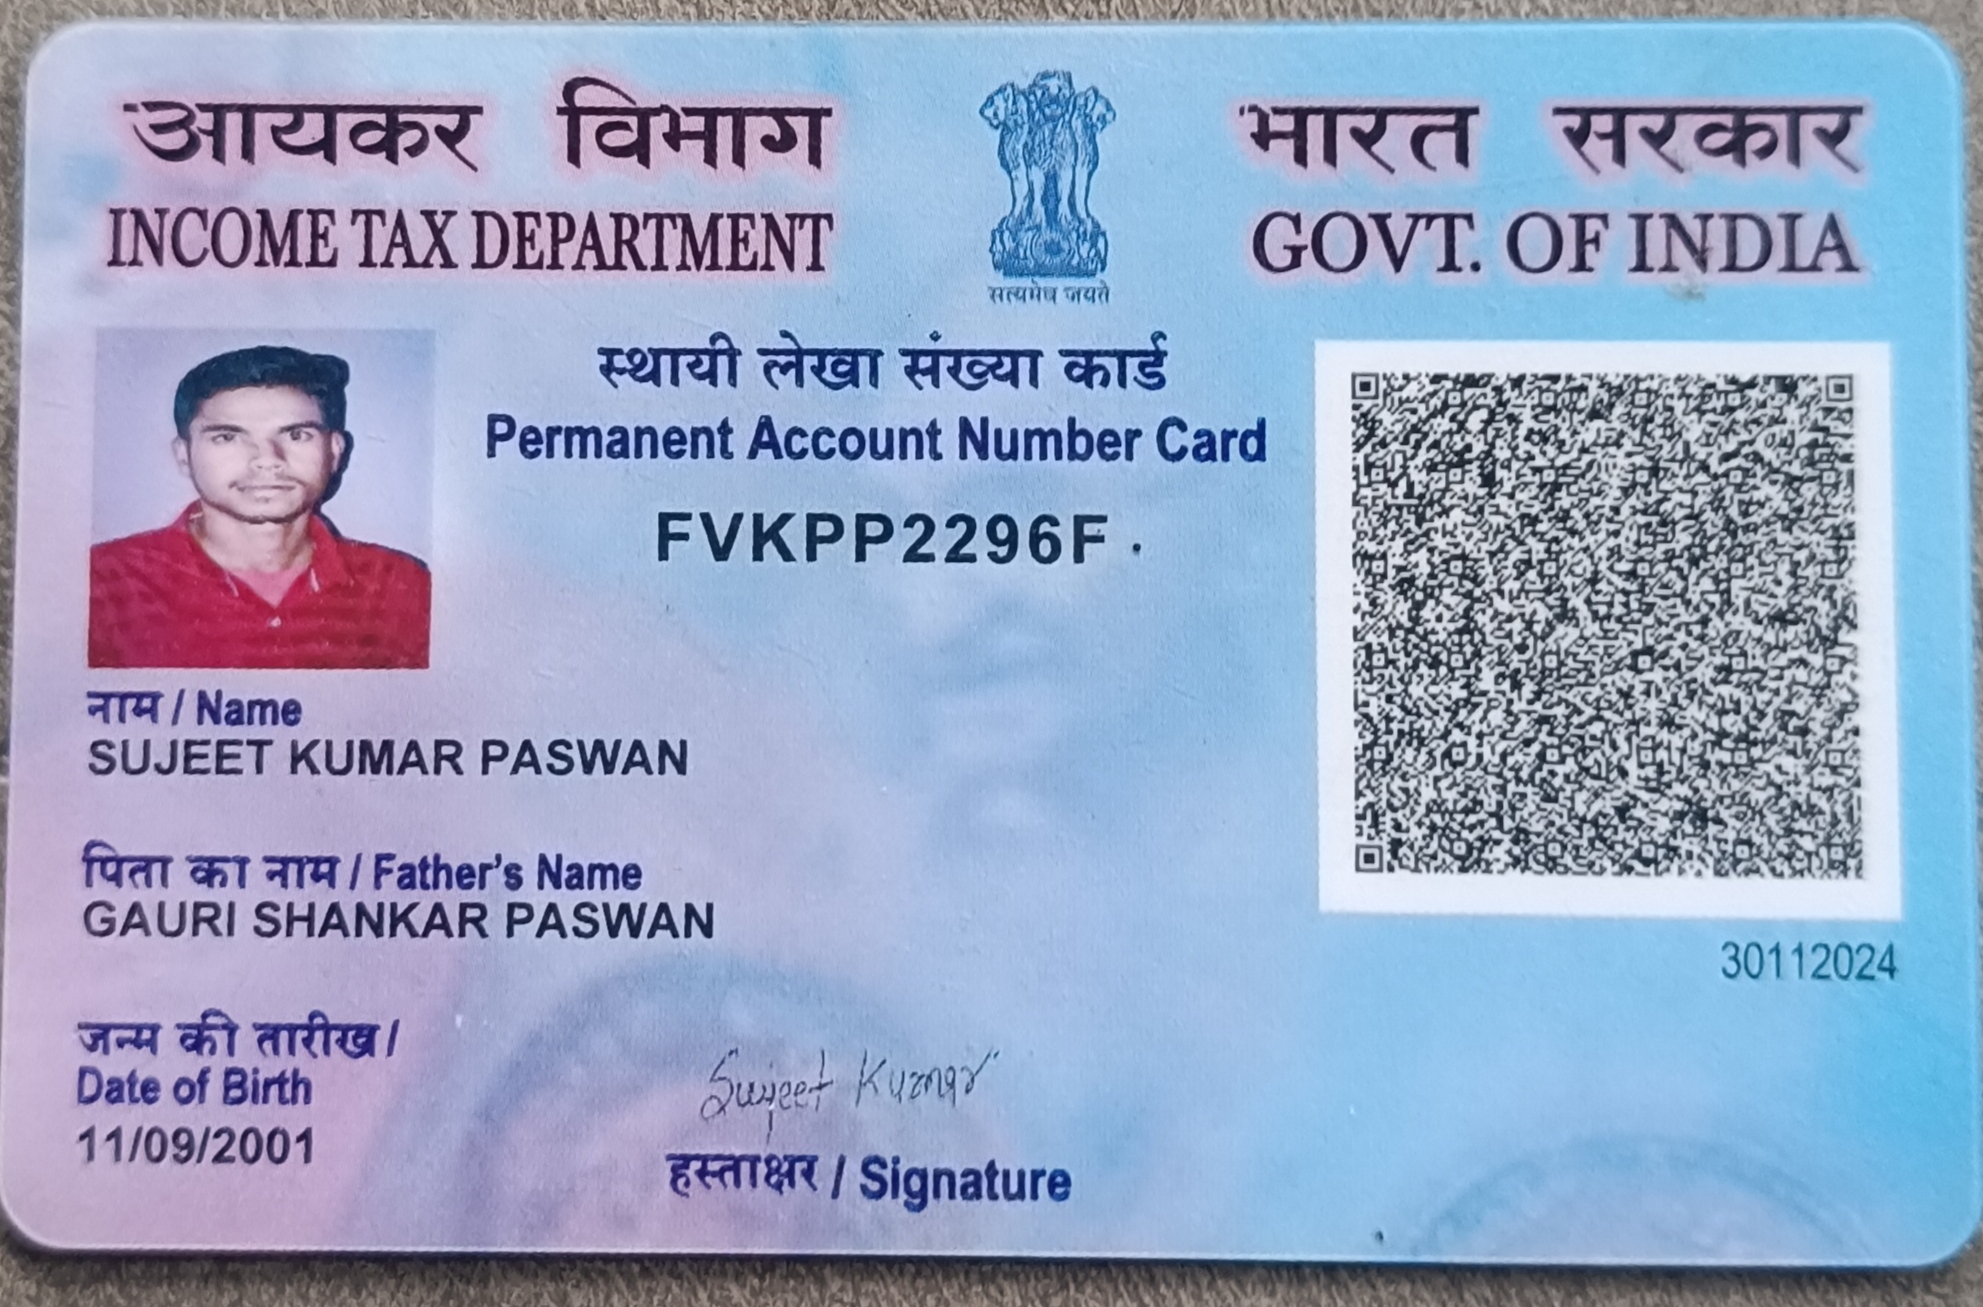 आयकर विभाग
INCOME TAX DEPARTMENT
सत्यमेव जयते
भारत सरकार
GOVT. OF INDIA
स्थायी लेखा संख्या कार्ड
Permanent Account Number Card
FVKPP2296F
नाम / Name
SUJEET KUMAR PASWAN
पिता का नाम / Father's Name
GAURI SHANKAR PASWAN
30112024
जन्म की तारीख /
Date of Birth
11/09/2001
Sujeet Kumar
हस्ताक्षर / Signature